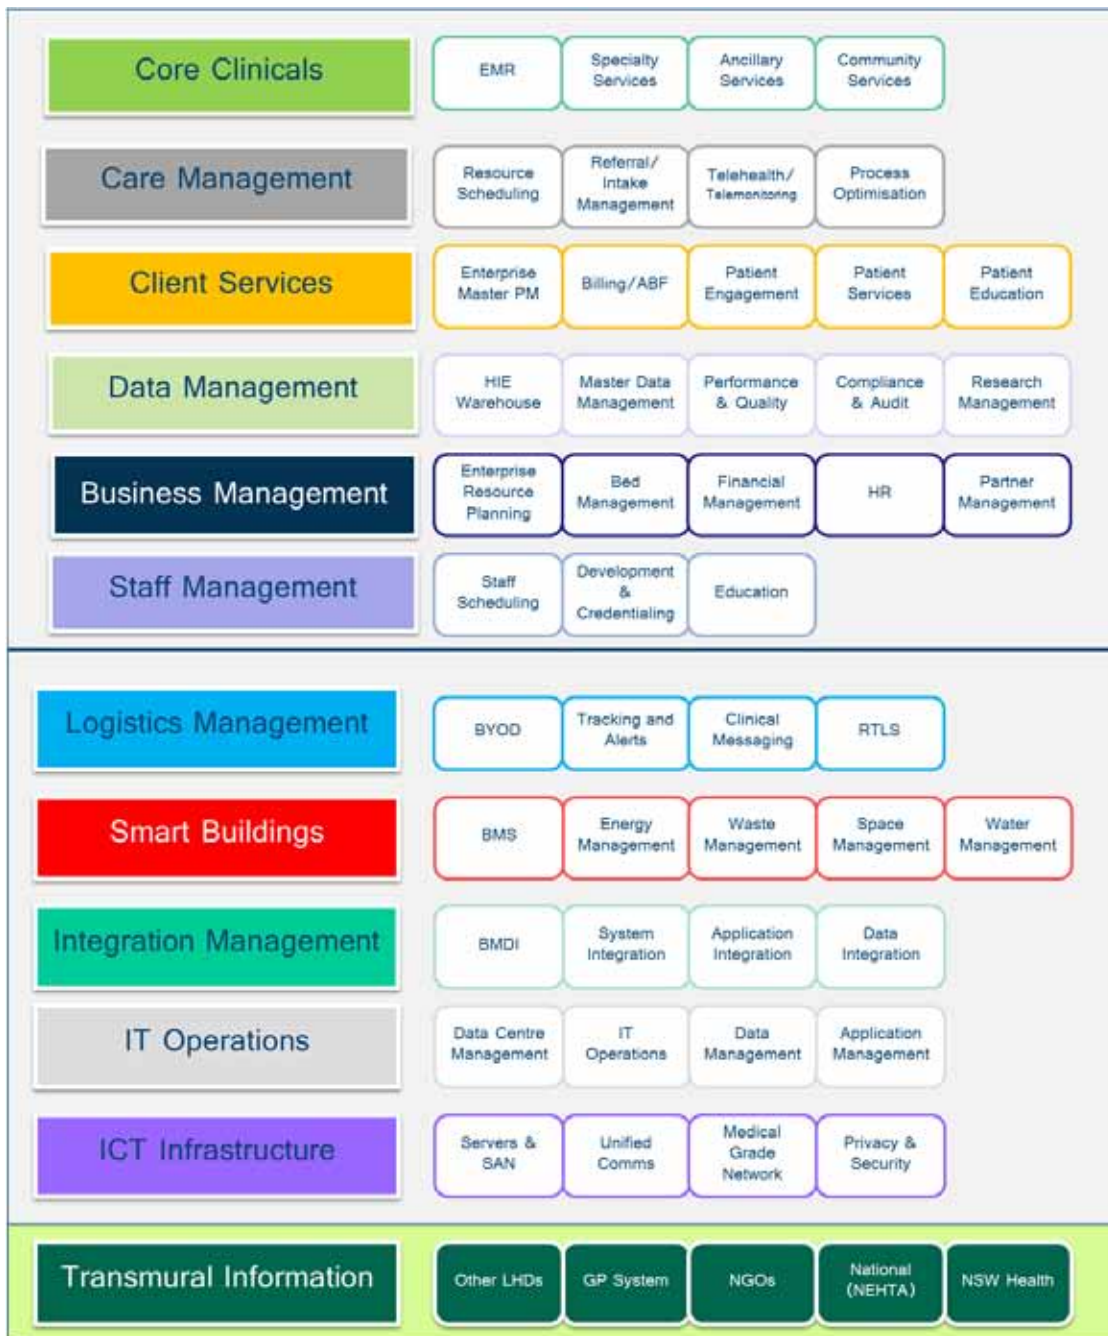 Core Clinicals
EMR
Specialty
Services
Ancillary
Services
Community
Services
Care Management
Resource
Scheduling
Referral/
Intake
Management
Telehealth/
Telemonitoring
Process
Optimisation
Client Services
Enterprise
Master PM
Billing/ABF
Patient
Engagement
Patient
Services
Patient
Education
Data Management
HIE
Warehouse
Master Data
Management
Performance
& Quality
Compliance
& Audit
Research
Management
Business Management
Enterprise
Resource
Planning
Bed
Management
Financial
Management
HR
Partner
Management
Staff Management
Staff
Scheduling
Development
&
Credentialing
Education
Logistics Management
BYOD
Tracking and
Alerts
Clinical
Messaging
RTLS
Smart Buildings
BMS
Energy
Management
Waste
Management
Space
Management
Water
Management
Integration Management
BMDI
System
Integration
Application
Integration
Data
Integration
IT Operations
Data Centre
Management
IT
Operations
Data
Management
Application
Management
ICT Infrastructure
Servers &
SAN
Unified
Comms
Medical
Grade
Network
Privacy &
Security
Transmural Information
Other LHDs
GP System
NGOs
National
(NEHTA)
NSW Health